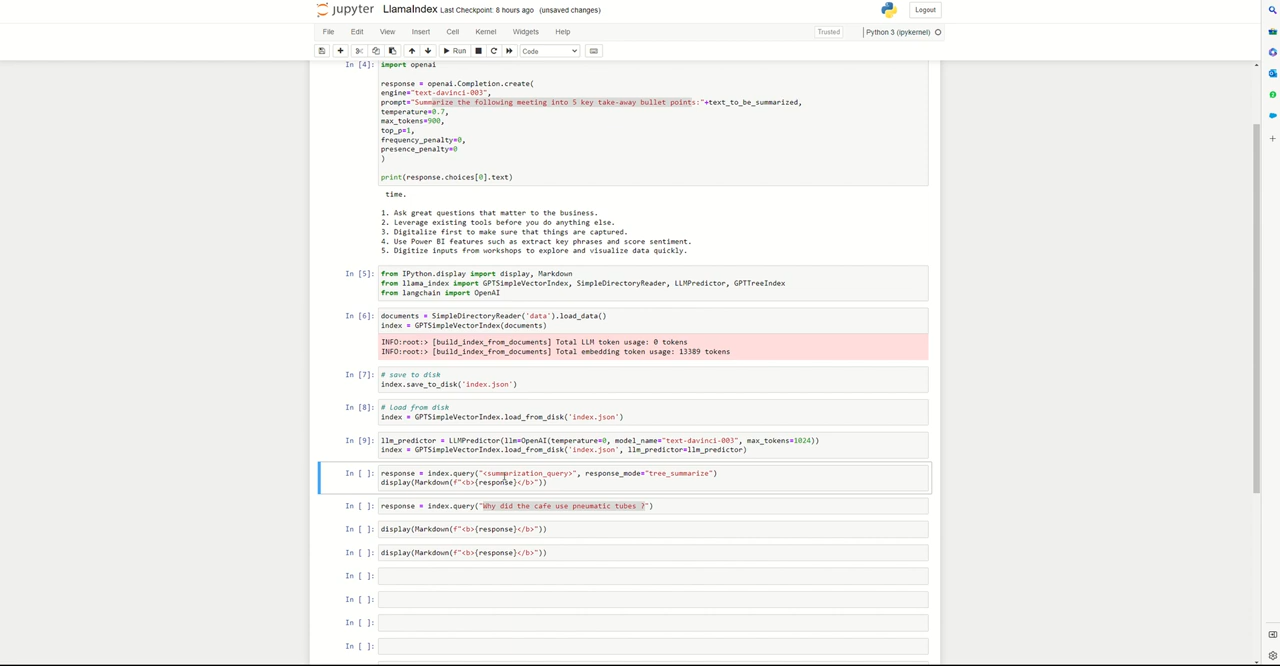 jupyter LlamaIndex Last Checkpoint: 8 hours ago (unsaved changes)
Logout
File Edit View Insert Cell Kernel Widgets Help
Trusted Python 3 (ipykernel)
Run Code
In [4]: import openai
response = openai.Completion.create(
engine="text-davinci-003",
prompt="Summarize the following meeting into 5 key take-away bullet points:"+text_to_be_summarized,
temperature=0.7,
max_tokens=900,
top_p=1,
frequency_penalty=0,
presence_penalty=0
)
print(response.choices[0].text)
time.
1. Ask great questions that matter to the business.
2. Leverage existing tools before you do anything else.
3. Digitalize first to make sure that things are captured.
4. Use Power BI features such as extract key phrases and score sentiment.
5. Digitize inputs from workshops to explore and visualize data quickly.
In [5]: from IPython.display import display, Markdown
from llama_index import GPTSimpleVectorIndex, SimpleDirectoryReader, LLMPredictor, GPTTreeIndex
from langchain import OpenAI
In [6]: documents = SimpleDirectoryReader('data').load_data()
index = GPTSimpleVectorIndex(documents)
INFO:root:> [build_index_from_documents] Total LLM token usage: 0 tokens
INFO:root:> [build_index_from_documents] Total embedding token usage: 13389 tokens
In [7]: # save to disk
index.save_to_disk('index.json')
In [8]: # load from disk
index = GPTSimpleVectorIndex.load_from_disk('index.json')
In [9]: llm_predictor = LLMPredictor(llm=OpenAI(temperature=0, model_name="text-davinci-003", max_tokens=1024))
index = GPTSimpleVectorIndex.load_from_disk('index.json', llm_predictor=llm_predictor)
In [ ]: response = index.query("<summarization_query>", response_mode="tree_summarize")
display(Markdown(f"<b>{response}</b>"))
In [ ]: response = index.query("Why did the cafe use pneumatic tubes ?")
In [ ]: display(Markdown(f"<b>{response}</b>"))
In [ ]: display(Markdown(f"<b>{response}</b>"))
In [ ]:
In [ ]:
In [ ]:
In [ ]: